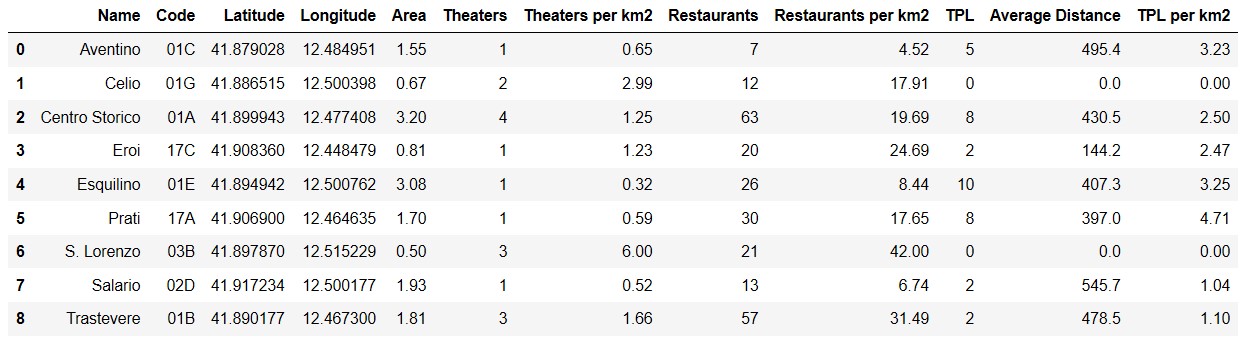 Name Code Latitude Longitude Area Theaters Theaters per km2 Restaurants Restaurants per km2 TPL Average Distance TPL per km2
0 Aventino 01C 41.879028 12.484951 1.55 1 0.65 7 4.52 5 495.4 3.23
1 Celio 01G 41.886515 12.500398 0.67 2 2.99 12 17.91 0 0.0 0.00
2 Centro Storico 01A 41.899943 12.477408 3.20 4 1.25 63 19.69 8 430.5 2.50
3 Eroi 17C 41.908360 12.448479 0.81 1 1.23 20 24.69 2 144.2 2.47
4 Esquilino 01E 41.894942 12.500762 3.08 1 0.32 26 8.44 10 407.3 3.25
5 Prati 17A 41.906900 12.464635 1.70 1 0.59 30 17.65 8 397.0 4.71
6 S. Lorenzo 03B 41.897870 12.515229 0.50 3 6.00 21 42.00 0 0.0 0.00
7 Salario 02D 41.917234 12.500177 1.93 1 0.52 13 6.74 2 545.7 1.04
8 Trastevere 01B 41.890177 12.467300 1.81 3 1.66 57 31.49 2 478.5 1.10